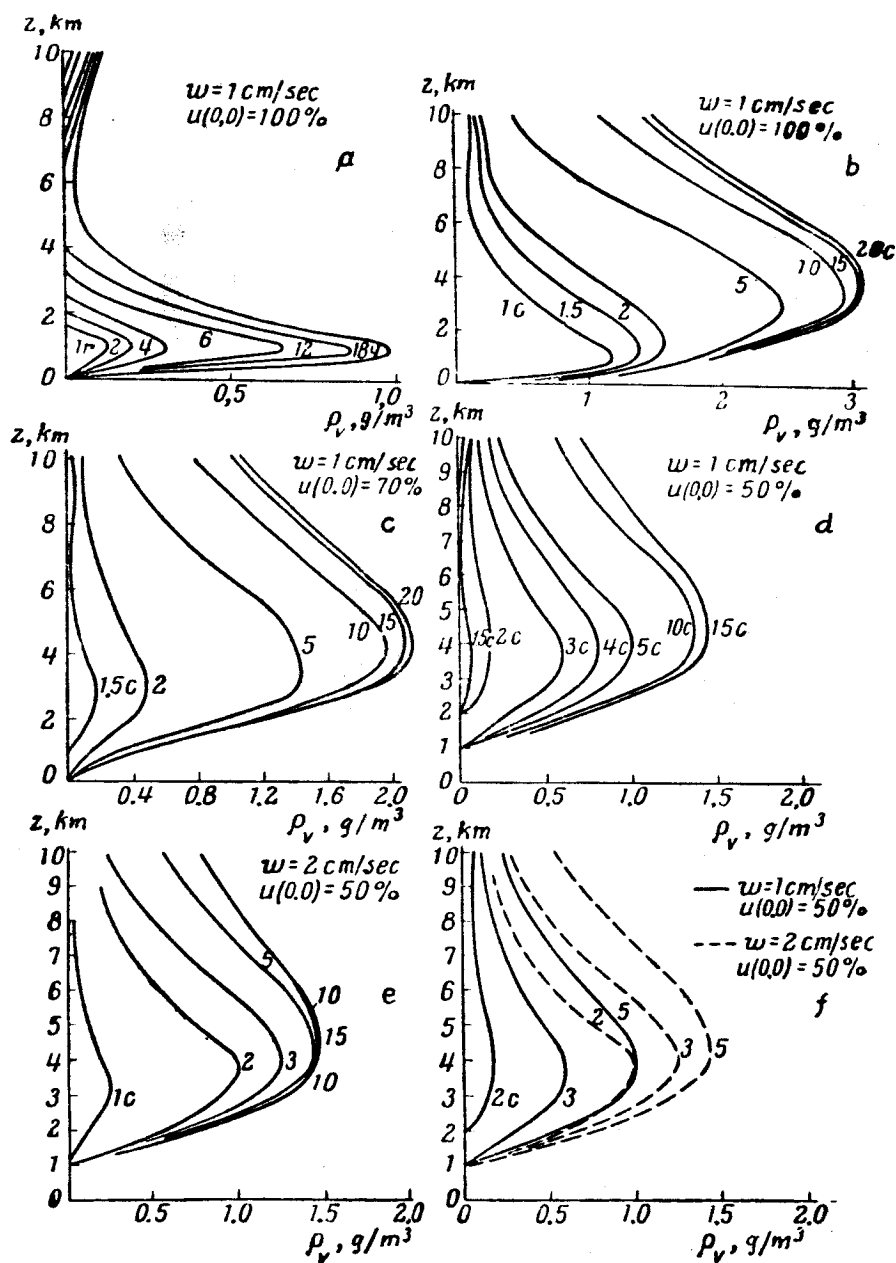 z, km
10
8
6
4
2
0
w = 1 cm/sec
u(0,0) = 100%
a
1r 2 4 6 12 18ч
0,5 1,0
ρv, g/m³
z, km
10
8
6
4
2
0
w = 1 cm/sec
u(0.0) = 100%
b
1c 1.5 2 5 10 15 20c
1 2 3
ρv, g/m³
z, km
10
8
6
4
2
0
w = 1 cm/sec
u(0.0) = 70%
c
1.5c 2 5 10 15 20
0.4 0.8 1.2 1.6 2.0
ρv, g/m³
10
9
8
7
6
5
4
3
2
1
0
w = 1 cm/sec
u(0,0) = 50%
d
15c 2c 3c 4c 5c 10c 15c
0 0.5 1.0 1.5 2.0
ρv, g/m³
z, km
10
9
8
7
6
5
4
3
2
1
0
w = 2 cm/sec
u(0.0) = 50%
e
1c 2 3 5 10 15 10
0.5 1.0 1.5 2.0
ρv, g/m³
10
9
8
7
6
5
4
3
2
1
0
w = 1 cm/sec
u(0,0) = 50%
w = 2 cm/sec
u(0,0) = 50%
f
2c 3 2 5 3 5
0 0.5 1.0 1.5 2.0
ρv, g/m³